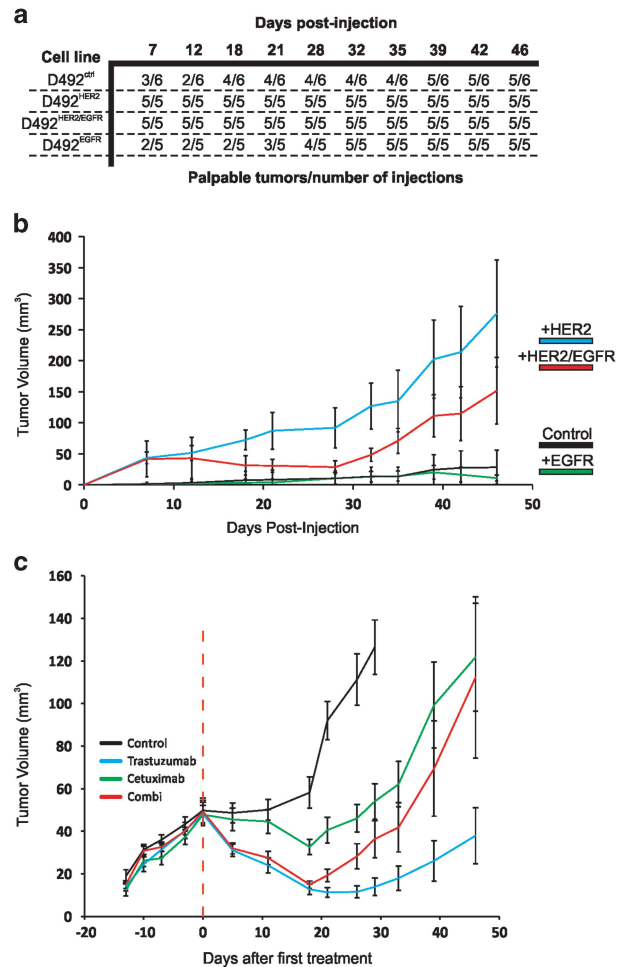 a
Days post-injection
Cell line 7 12 18 21 28 32 35 39 42 46
D492ctrl 3/6 2/6 4/6 4/6 4/6 4/6 4/6 5/6 5/6 5/6
D492HER2 5/5 5/5 5/5 5/5 5/5 5/5 5/5 5/5 5/5 5/5
D492HER2/EGFR 5/5 5/5 5/5 5/5 5/5 5/5 5/5 5/5 5/5 5/5
D492EGFR 2/5 2/5 2/5 3/5 4/5 5/5 5/5 5/5 5/5 5/5
Palpable tumors/number of injections
b
Tumor Volume (mm³)
400
350
300
250
200
150
100
50
0
0 10 20 30 40 50
Days Post-Injection
+HER2
+HER2/EGFR
Control
+EGFR
c
Tumor Volume (mm³)
160
140
120
100
80
60
40
20
0
Control
Trastuzumab
Cetuximab
Combi
-20 -10 0 10 20 30 40 50
Days after first treatment